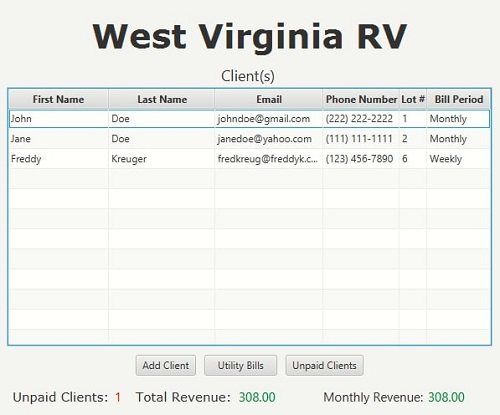 West Virginia RV
Client(s)
First Name Last Name Email Phone Number Lot # Bill Period
John Doe johndoe@gmail.com (222) 222-2222 1 Monthly
Jane Doe janedoe@yahoo.com (111) 111-1111 2 Monthly
Freddy Kreuger fredkreug@freddyk.c... (123) 456-7890 6 Weekly
Add Client Utility Bills Unpaid Clients
Unpaid Clients: 1 Total Revenue: 308.00 Monthly Revenue: 308.00